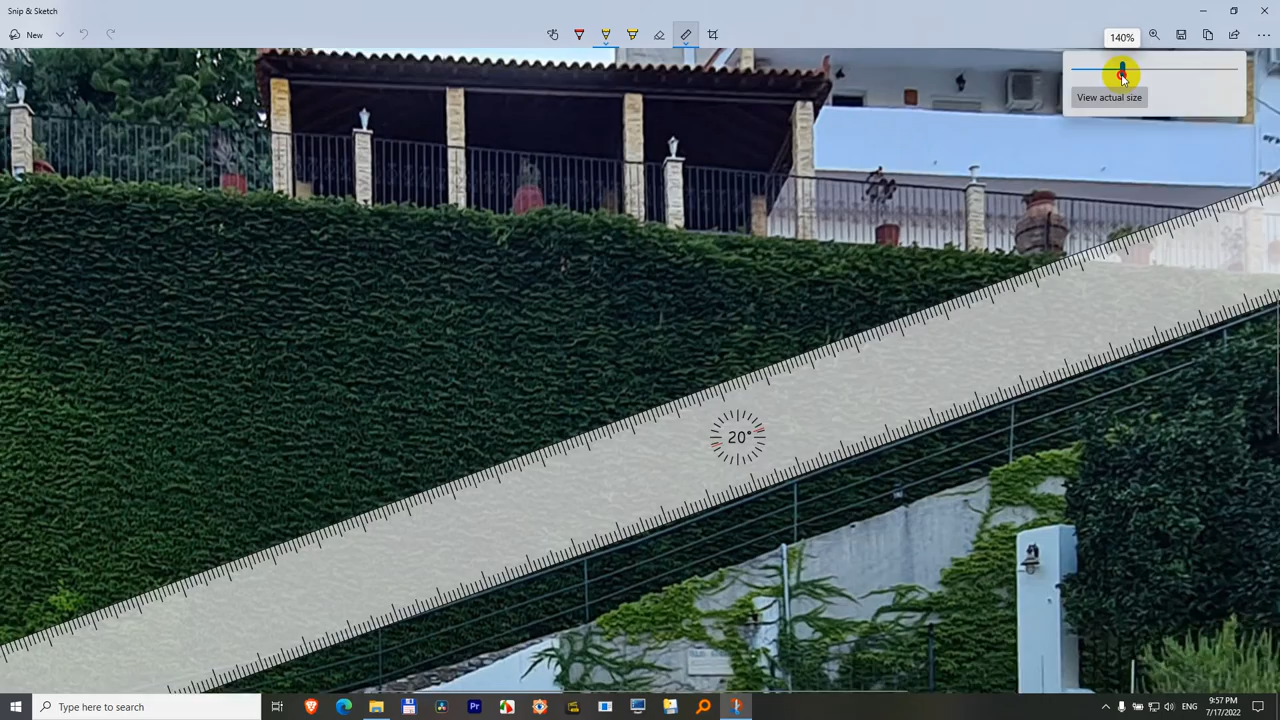 Snip & Sketch
New
140%
View actual size
20°
Type here to search
Pr
ENG
9:57 PM
7/17/2022